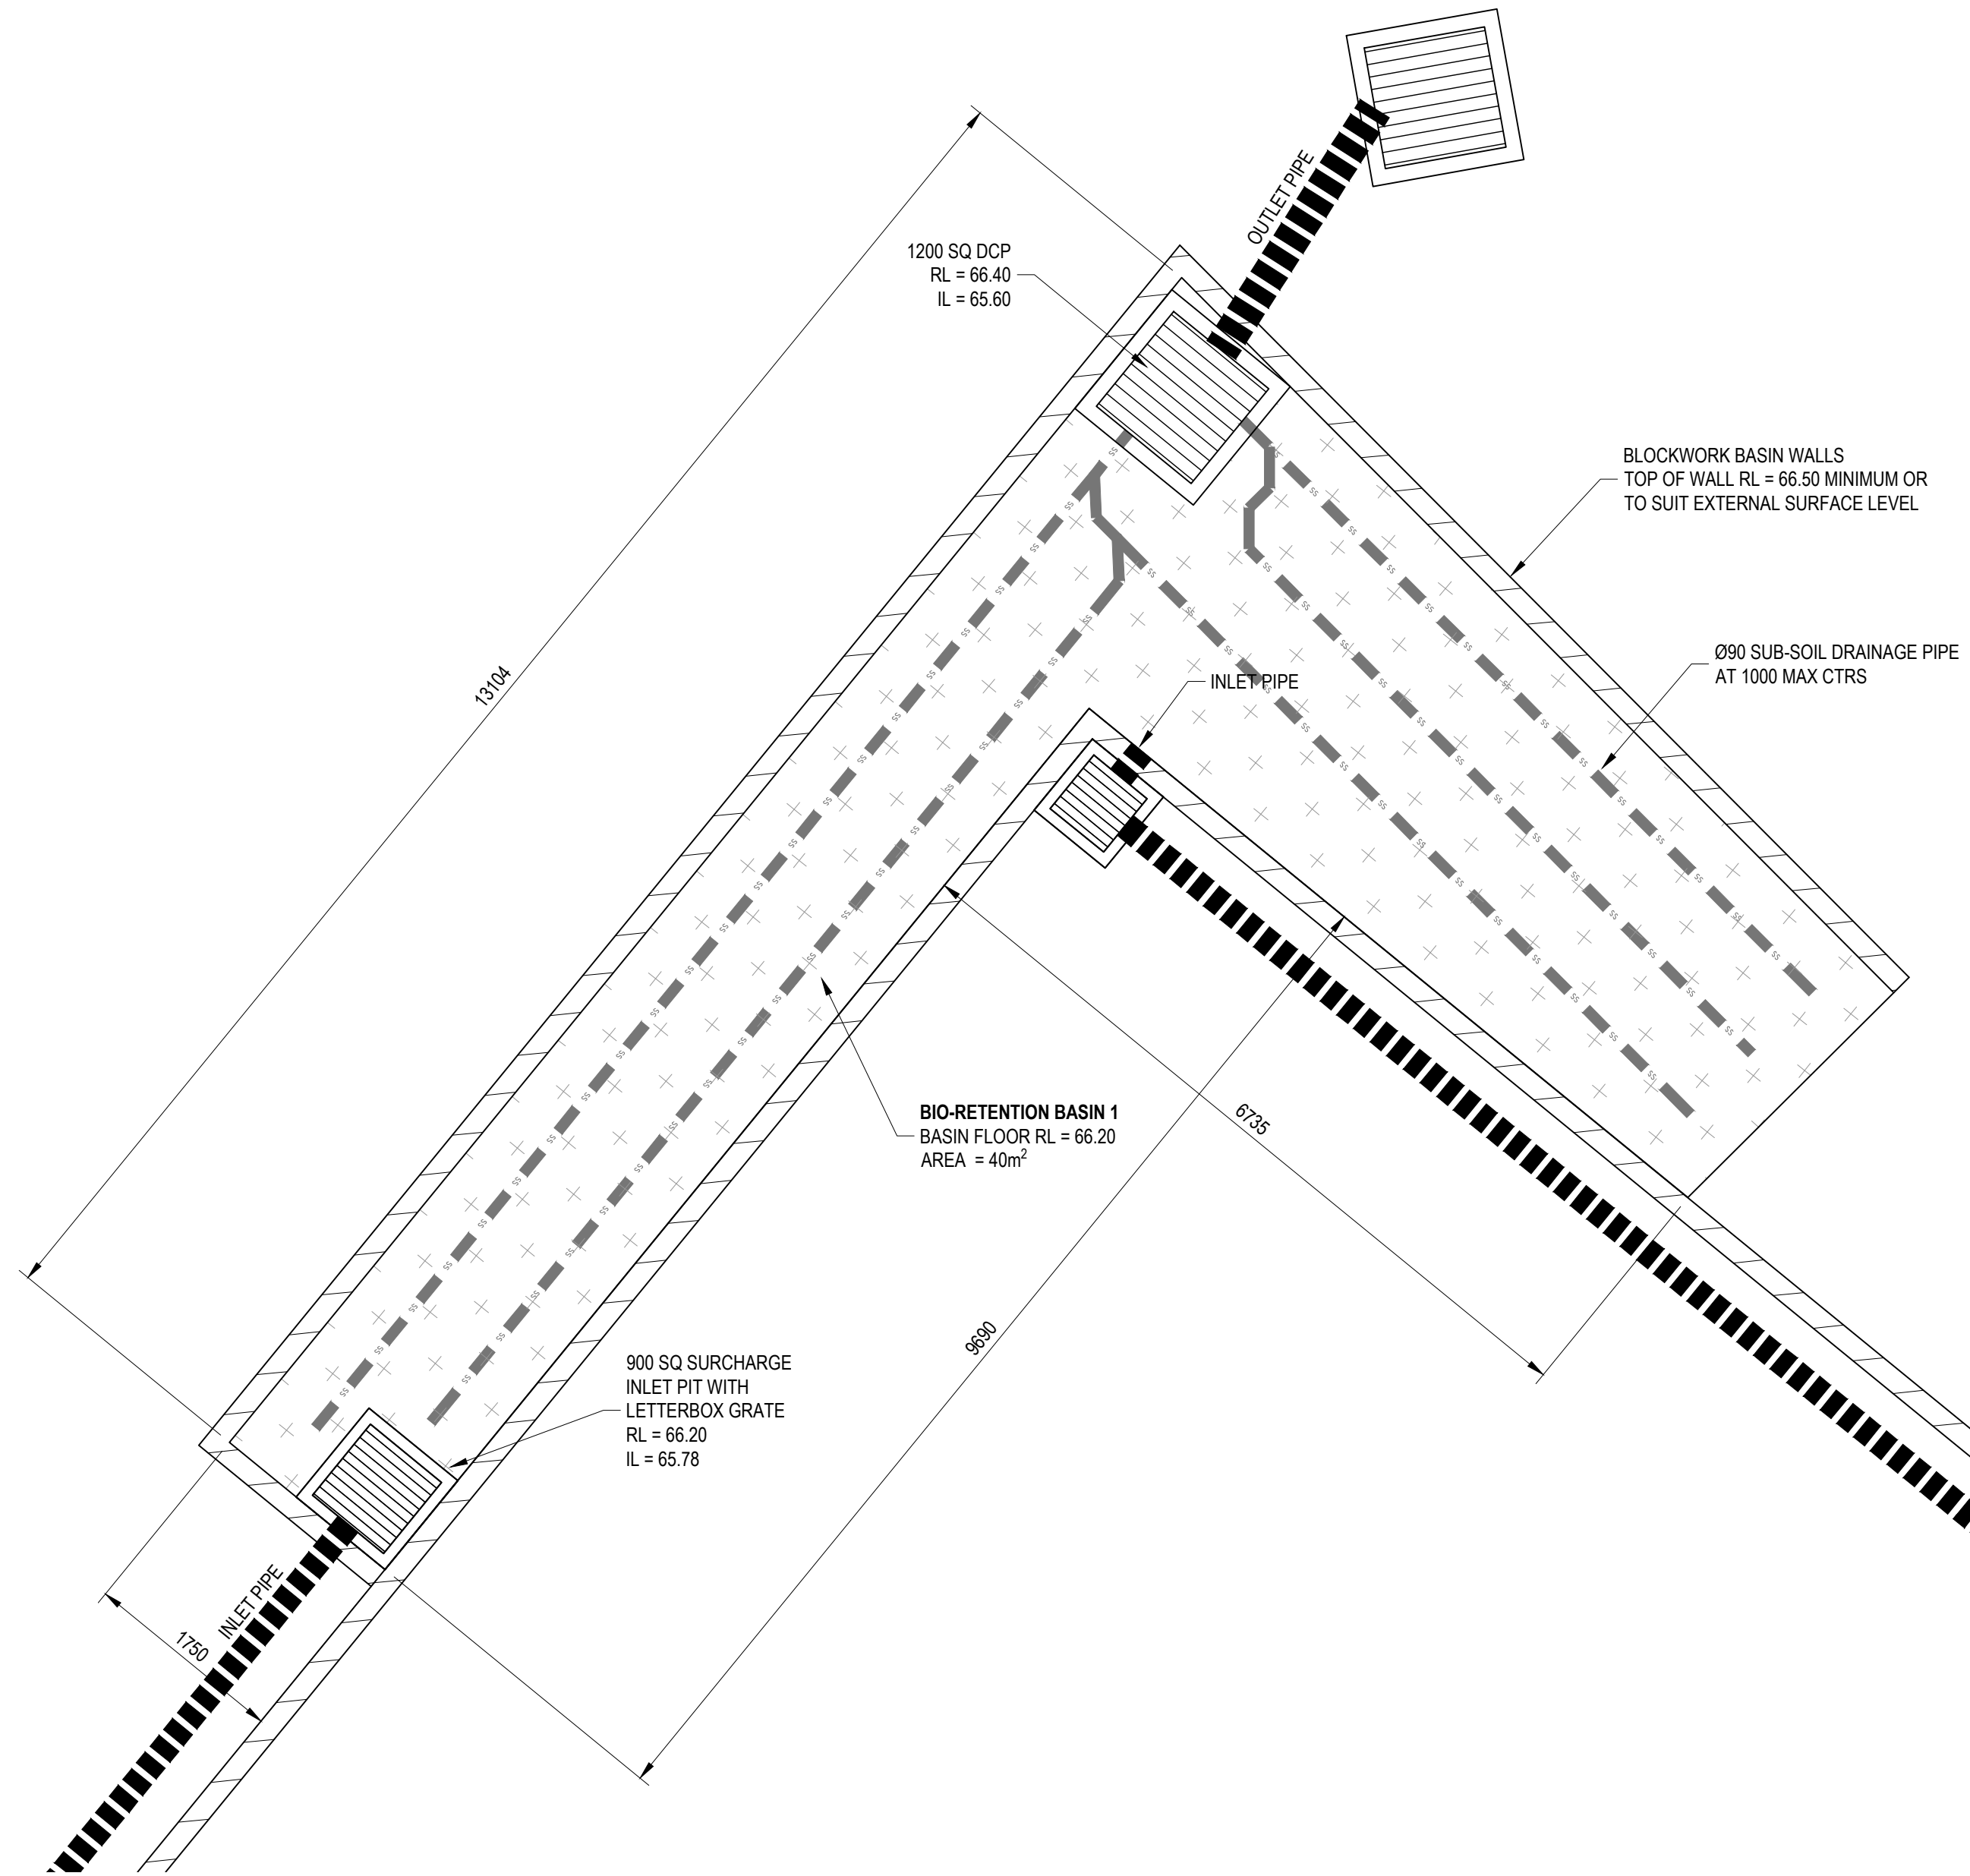 OUTLET PIPE
1200 SQ DCP
RL = 66.40
IL = 65.60
BLOCKWORK BASIN WALLS
TOP OF WALL RL = 66.50 MINIMUM OR
TO SUIT EXTERNAL SURFACE LEVEL
13104
Ø90 SUB-SOIL DRAINAGE PIPE
AT 1000 MAX CTRS
INLET PIPE
BIO-RETENTION BASIN 1
BASIN FLOOR RL = 66.20
AREA = 40m²
6735
9690
900 SQ SURCHARGE
INLET PIT WITH
LETTERBOX GRATE
RL = 66.20
IL = 65.78
INLET PIPE
1750